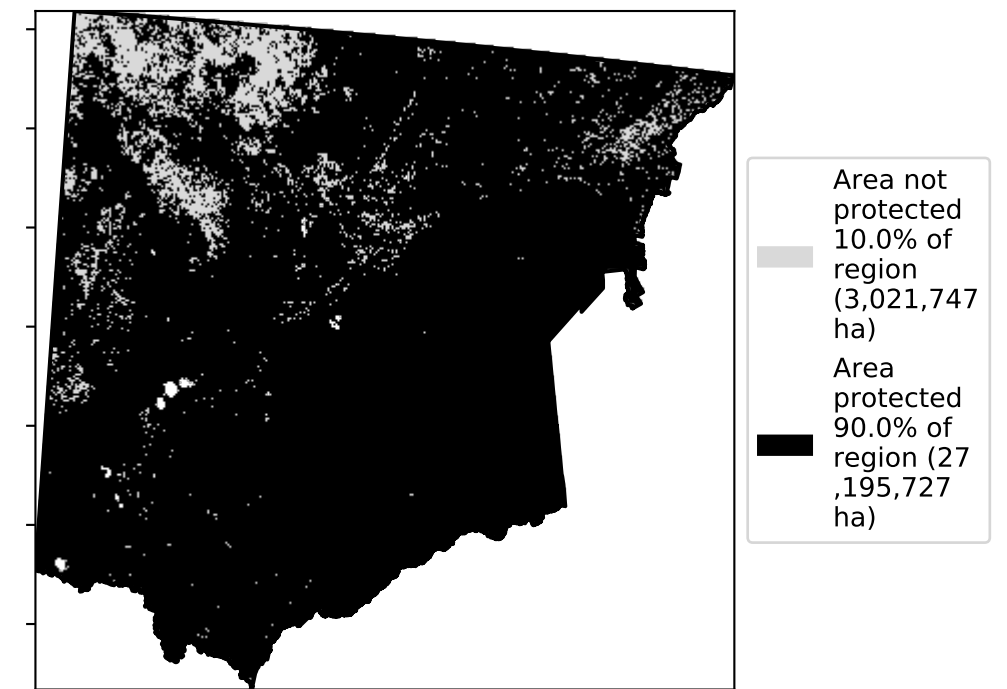 Area not
protected
10.0% of
region
(3,021,747
ha)
Area
protected
90.0% of
region (27
,195,727
ha)